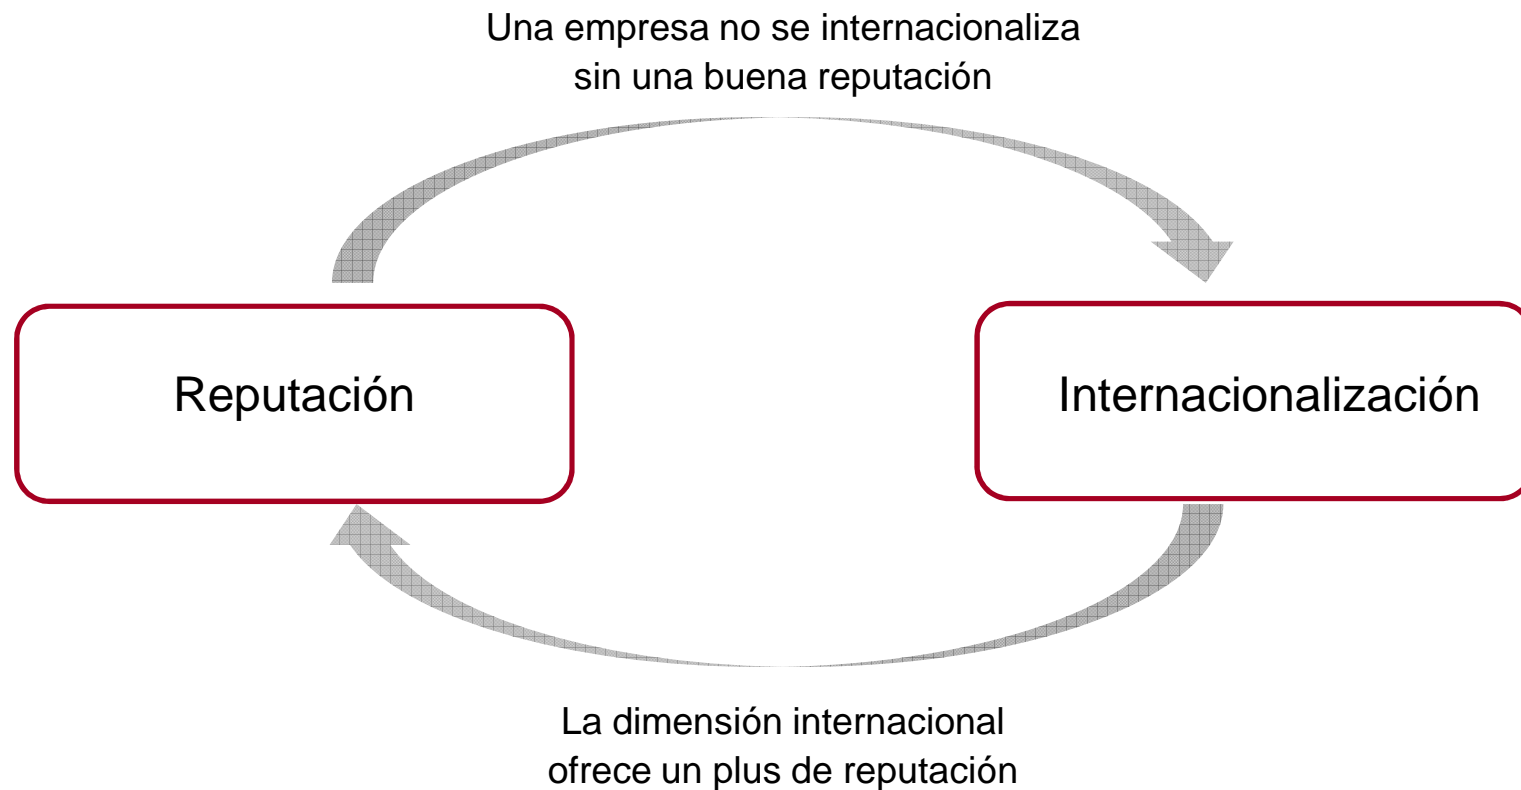 Una empresa no se internacionaliza
sin una buena reputación
Reputación
Internacionalización
La dimensión internacional
ofrece un plus de reputación